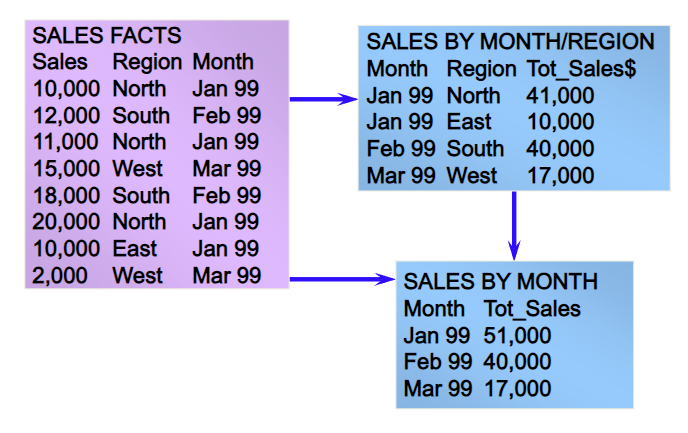 SALES FACTS
Sales Region Month
10,000 North Jan 99
12,000 South Feb 99
11,000 North Jan 99
15,000 West Mar 99
18,000 South Feb 99
20,000 North Jan 99
10,000 East Jan 99
2,000 West Mar 99
SALES BY MONTH/REGION
Month Region Tot_Sales$
Jan 99 North 41,000
Jan 99 East 10,000
Feb 99 South 40,000
Mar 99 West 17,000
SALES BY MONTH
Month Tot_Sales
Jan 99 51,000
Feb 99 40,000
Mar 99 17,000